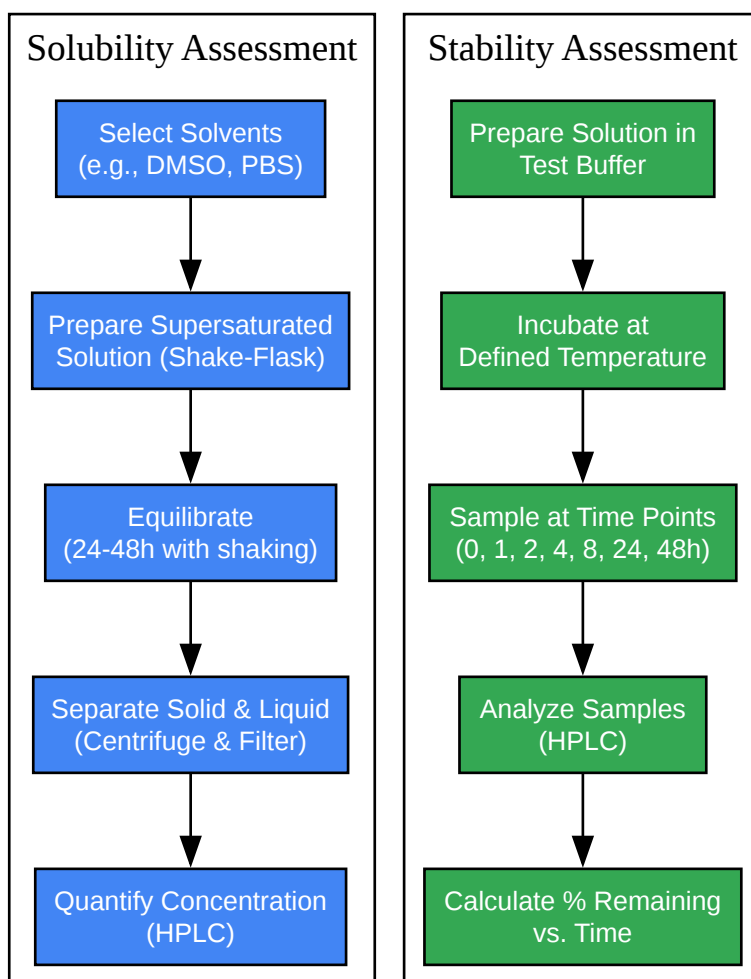 Solubility Assessment
Select Solvents
(e.g., DMSO, PBS)
Prepare Supersaturated
Solution (Shake-Flask)
Equilibrate
(24-48h with shaking)
Separate Solid & Liquid
(Centrifuge & Filter)
Quantify Concentration
(HPLC)
Stability Assessment
Prepare Solution in
Test Buffer
Incubate at
Defined Temperature
Sample at Time Points
(0, 1, 2, 4, 8, 24, 48h)
Analyze Samples
(HPLC)
Calculate % Remaining
vs. Time